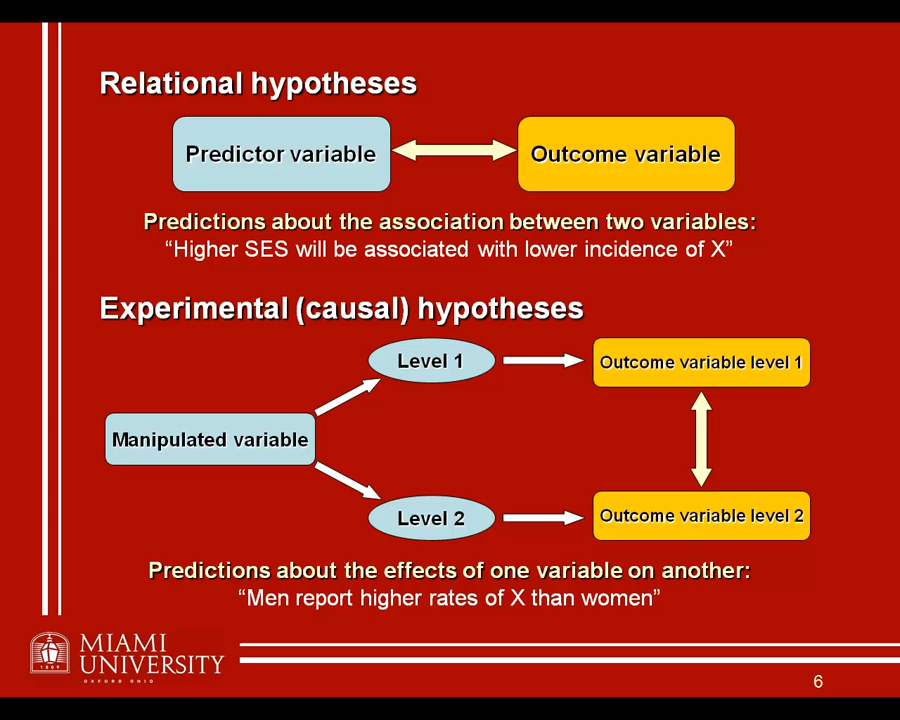 Relational hypotheses
Predictor variable
Outcome variable
Predictions about the association between two variables:
“Higher SES will be associated with lower incidence of X”
Experimental (causal) hypotheses
Level 1
Outcome variable level 1
Manipulated variable
Level 2
Outcome variable level 2
Predictions about the effects of one variable on another:
“Men report higher rates of X than women”
MIAMI
UNIVERSITY
OXFORD OHIO
1809
6